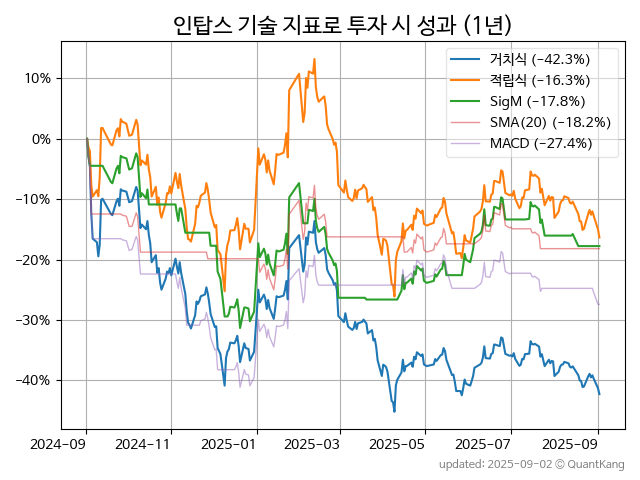 인탑스 기술 지표로 투자 시 성과 (1년)
거치식 (−42.3%)
적립식 (−16.3%)
SigM (−17.8%)
SMA(20) (−18.2%)
MACD (−27.4%)
10%
0%
−10%
−20%
−30%
−40%
2024-09 2024-11 2025-01 2025-03 2025-05 2025-07 2025-09
updated: 2025-09-02 © QuantKang